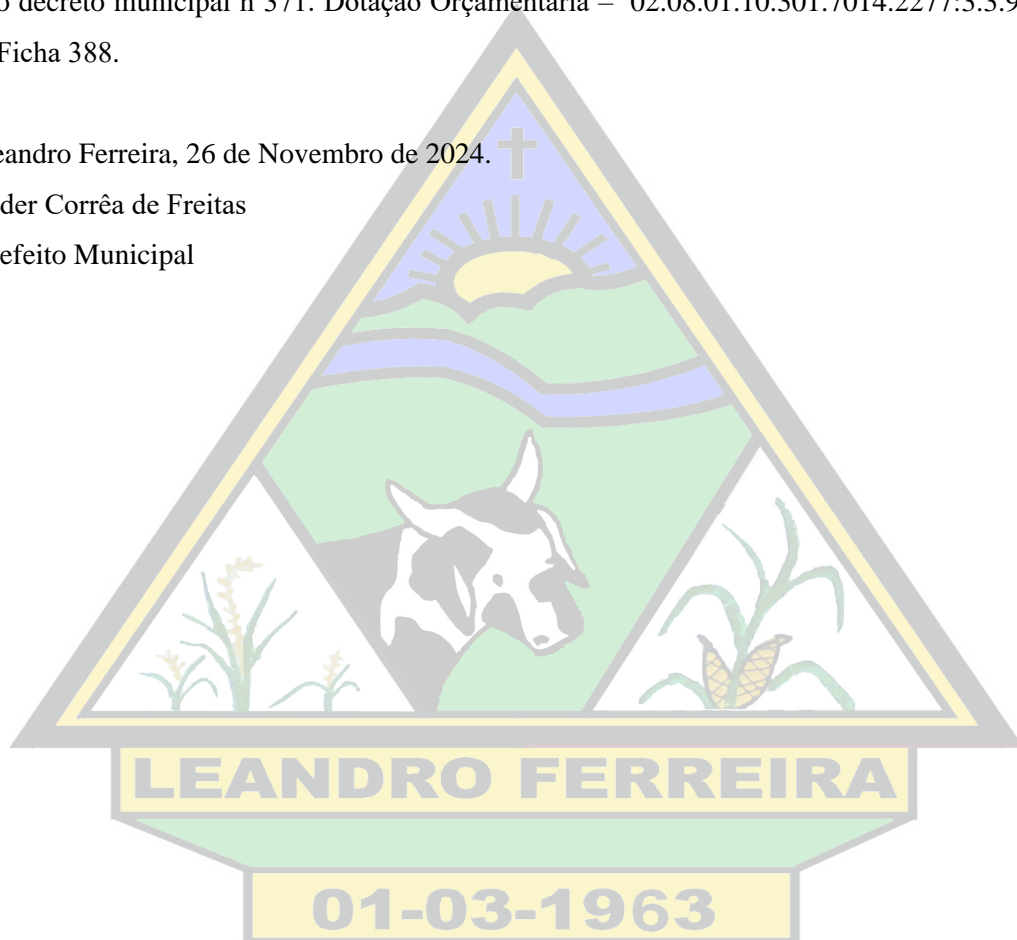 o decreto municipal n 371. Dotação Orçamentária – 02.08.01.10.301.7014.2277:3.3.9
Ficha 388.
eandro Ferreira, 26 de Novembro de 2024.
der Corrêa de Freitas
efeito Municipal
LEANDRO FERREIRA
01-03-1963